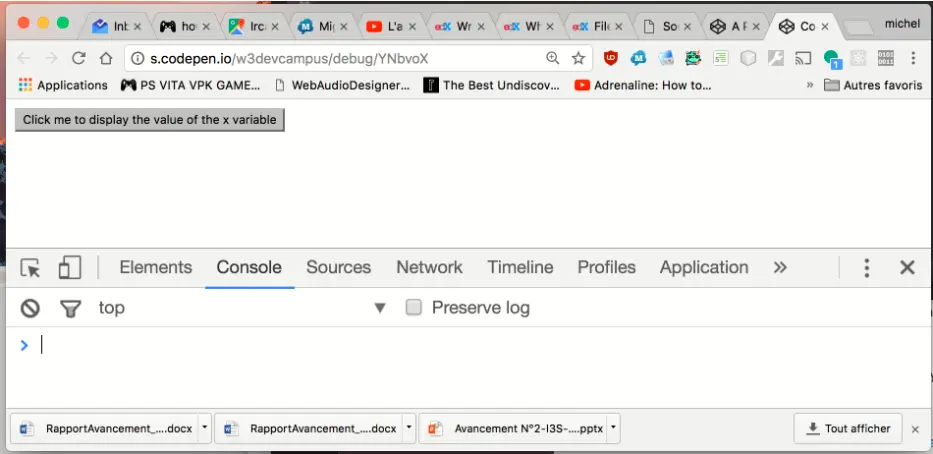 Inb ho Irc Mig L'a Wr Wh File So A F Co michel
s.codepen.io/w3devcampus/debug/YNbvoX
Applications PS VITA VPK GAME... WebAudioDesigner... The Best Undiscov... Adrenaline: How to... » Autres favoris
Click me to display the value of the x variable
Elements Console Sources Network Timeline Profiles Application »
top Preserve log
RapportAvancement_....docx RapportAvancement_....docx Avancement N°2-I3S-....pptx Tout afficher